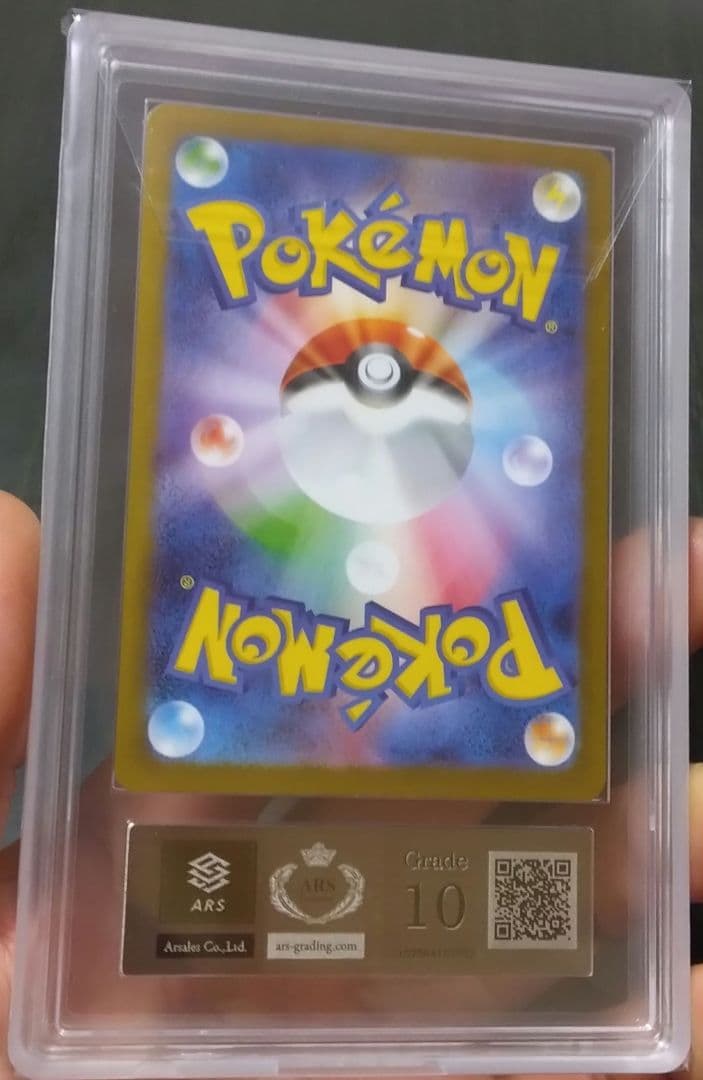 POKéMON
®
®
POKéMON
ARS
Arsales Co.,Ltd.
ARS
ars-grading.com
Grade
10